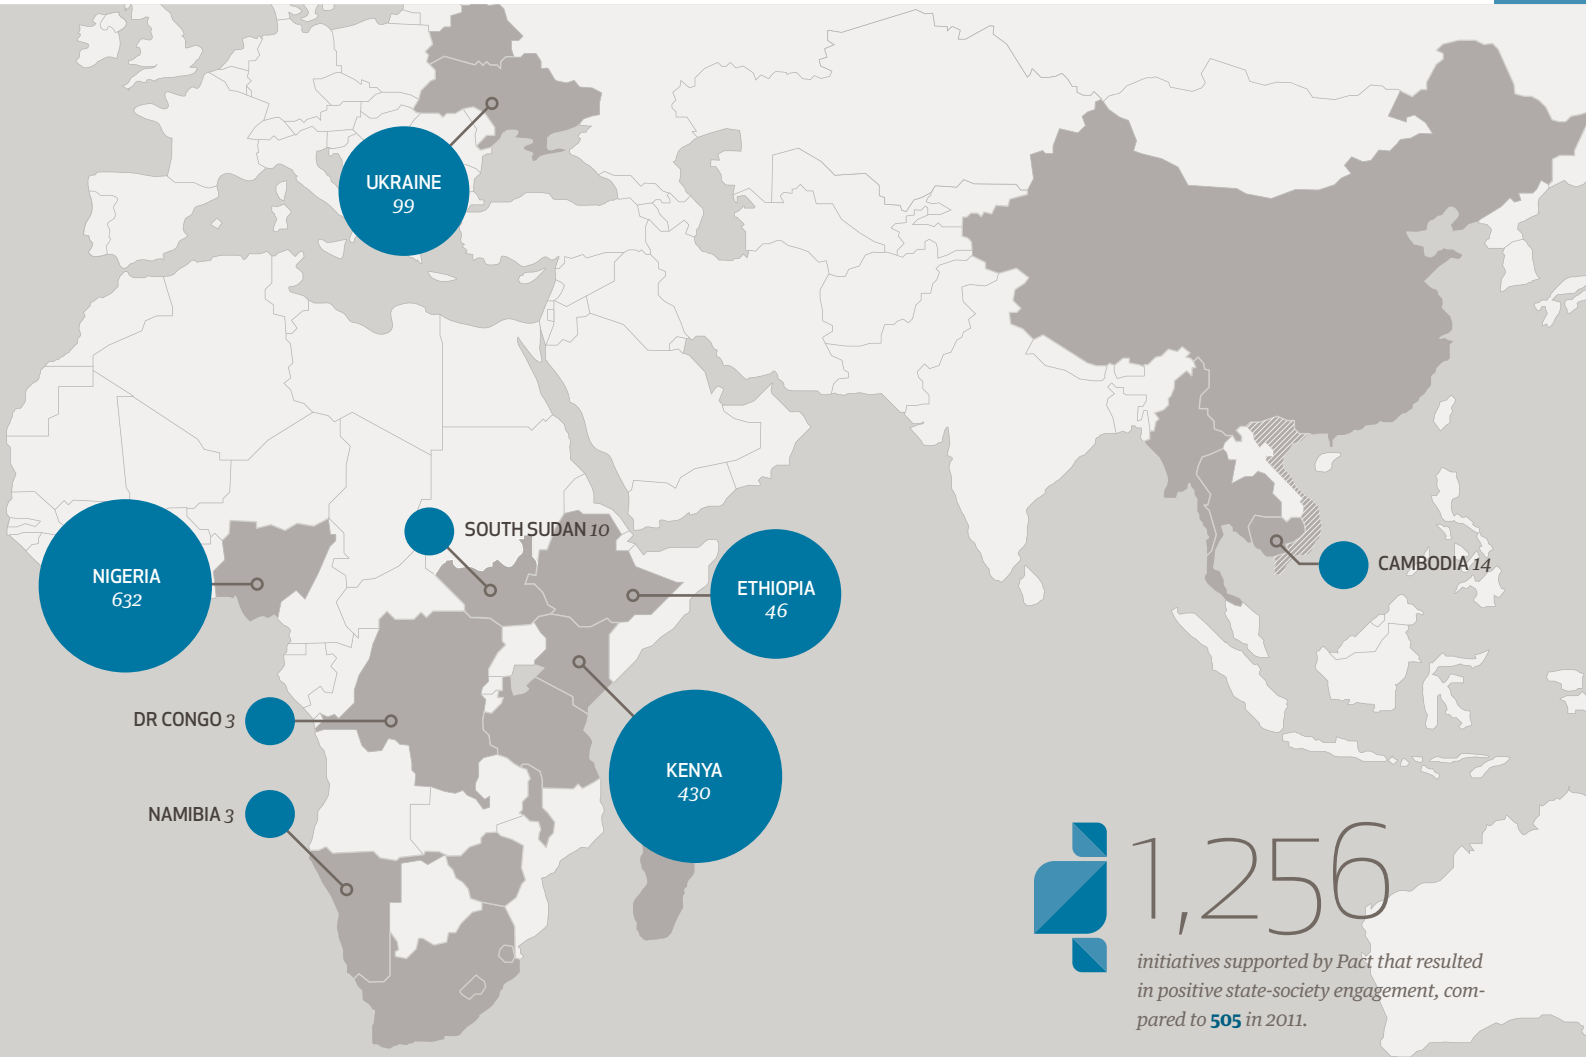 UKRAINE
99
SOUTH SUDAN 10
NIGERIA
632
ETHIOPIA
46
CAMBODIA 14
DR CONGO 3
KENYA
430
NAMIBIA 3
1,256
initiatives supported by Pact that resulted
in positive state-society engagement, com-
pared to 505 in 2011.